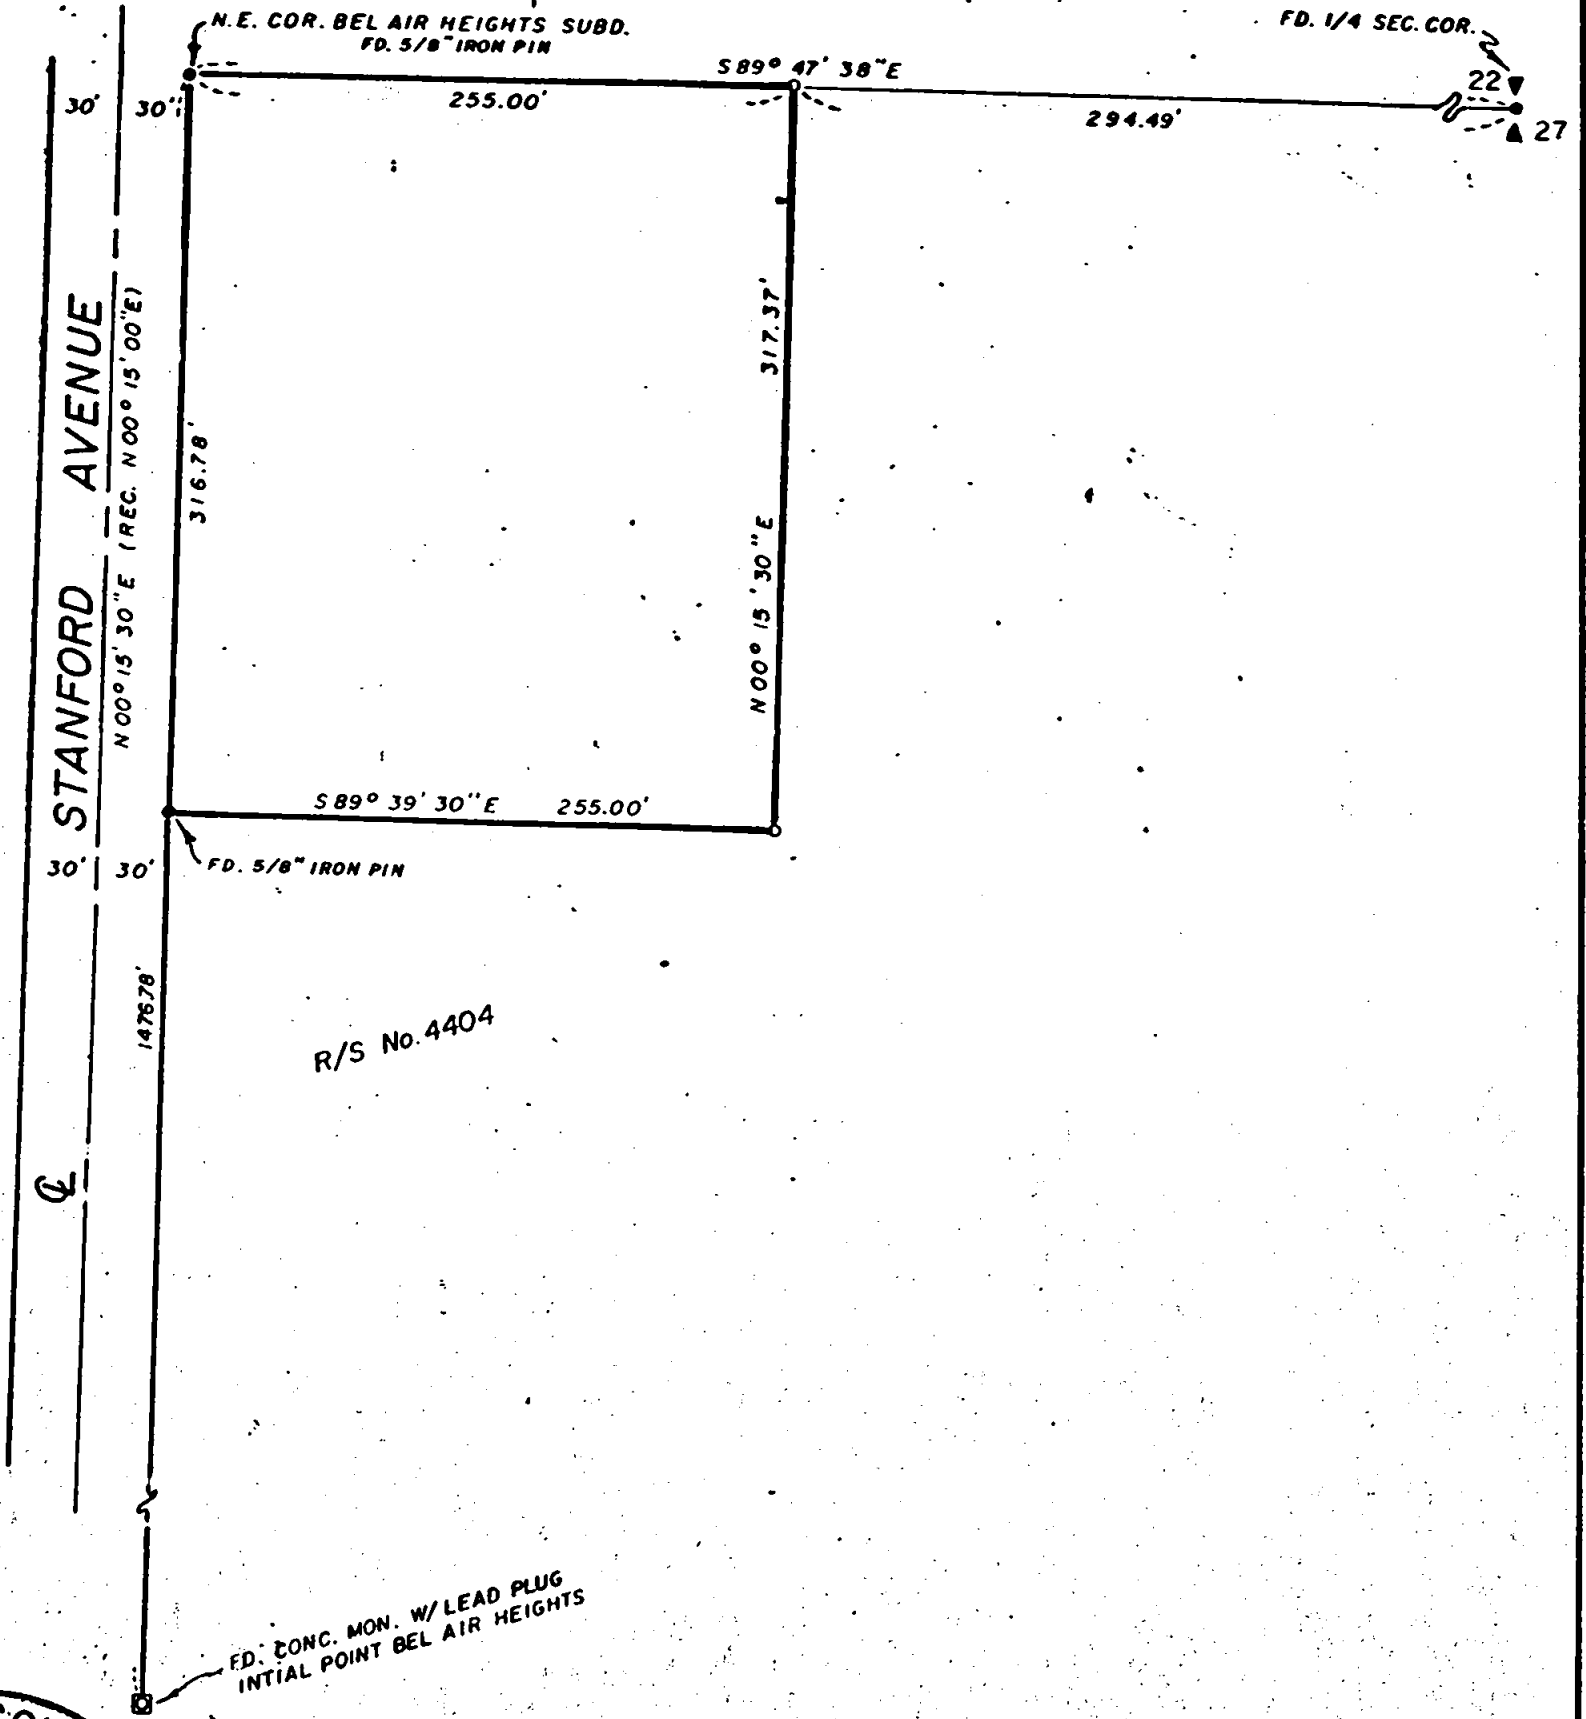 N.E. COR. BEL AIR HEIGHTS SUBD.
FD. 5/8" IRON PIN
FD. 1/4 SEC. COR.
S 89° 47' 38" E
22
27
30'
30'
255.00'
294.49'
STANFORD AVENUE
N 00° 15' 30" E (REC. N 00° 15' 00" E)
316.78'
317.37'
N 00° 15' 30" E
S 89° 39' 30" E 255.00'
30'
30'
FD. 5/8" IRON PIN
1476.78'
R/S No. 4404
℄
FD. CONC. MON. W/ LEAD PLUG
INTIAL POINT BEL AIR HEIGHTS